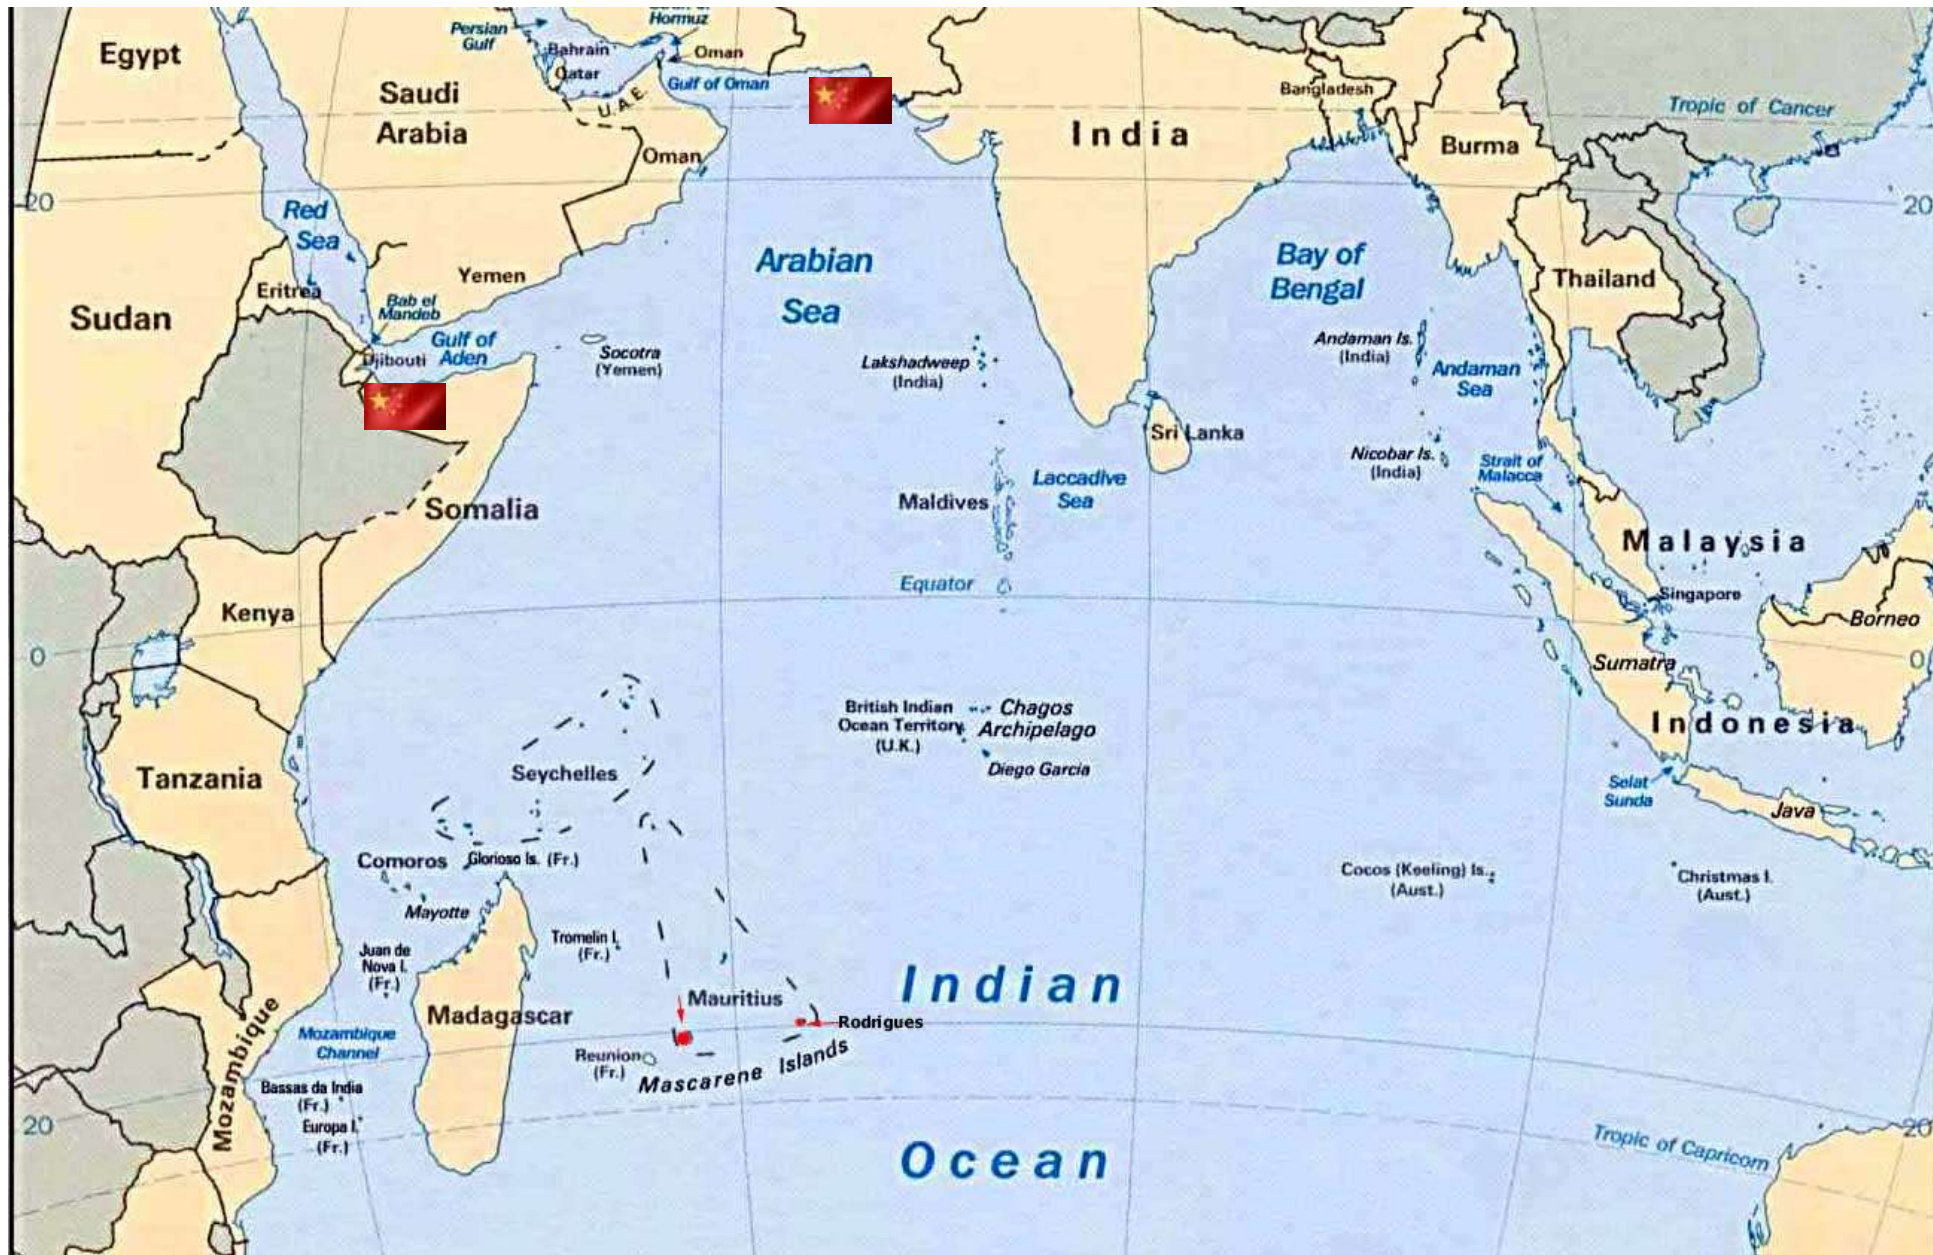 Egypt
Persian
Gulf
Hormuz
Bahrain
Qatar
Oman
Gulf of Oman
U.A.E.
Saudi
Arabia
Oman
Bangladesh
India
Burma
Tropic of Cancer
20
20
Red
Sea
Arabian
Sea
Bay of
Bengal
Yemen
Thailand
Eritrea
Sudan
Bab el
Mandeb
Gulf of
Aden
Djibouti
Socotra
(Yemen)
Lakshadweep
(India)
Andaman Is.
(India)
Andaman
Sea
Sri Lanka
Nicobar Is.
(India)
Strait of
Malacca
Laccadive
Sea
Maldives
Somalia
Malaysia
Equator
Singapore
Kenya
Borneo
0
0
Sumatra
British Indian
Ocean Territory
(U.K.)
Chagos
Archipelago
Diego Garcia
Indonesia
Tanzania
Seychelles
Selat
Sunda
Java
Comoros
Glorioso Is. (Fr.)
Mayotte
Cocos (Keeling) Is.
(Aust.)
Christmas I.
(Aust.)
Juan de
Nova I.
(Fr.)
Tromelin I.
(Fr.)
Indian
Mauritius
Rodrigues
Madagascar
Mozambique
Mozambique
Channel
Reunion
(Fr.)
Mascarene Islands
Bassas da India
(Fr.)
Europa I.
(Fr.)
20
20
Tropic of Capricorn
Ocean